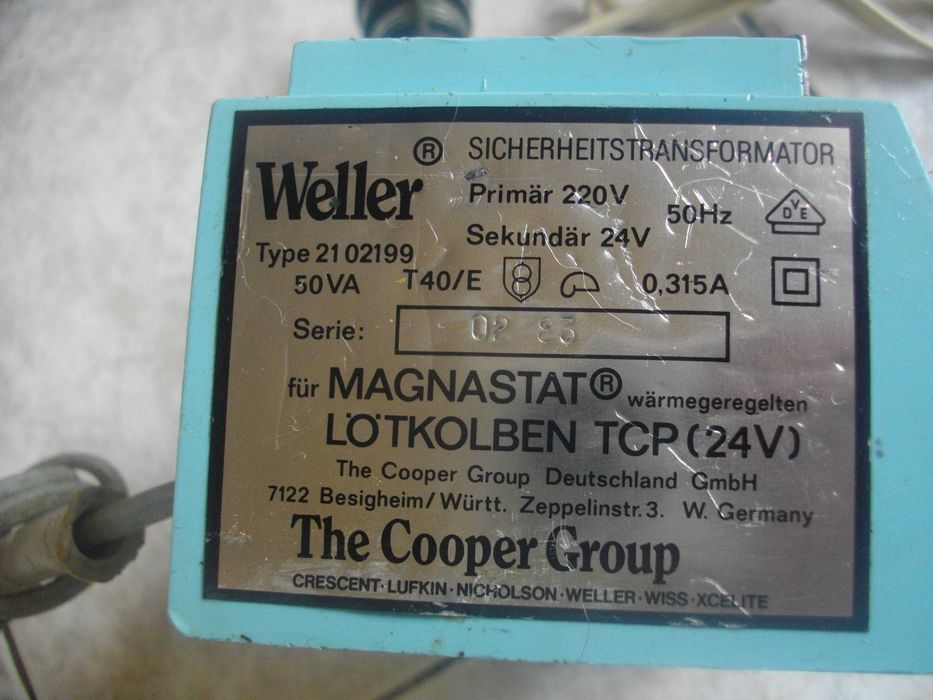 Weller® SICHERHEITSTRANSFORMATOR
Primär 220V 50Hz
Sekundär 24V
VDE
Type 21 02199
50VA T40/E 8 0,315A
Serie: 02 83
für MAGNASTAT® wärmegeregelten
LÖTKOLBEN TCP (24V)
The Cooper Group Deutschland GmbH
7122 Besigheim/Württ. Zeppelinstr. 3. W. Germany
The Cooper Group
CRESCENT·LUFKIN·NICHOLSON·WELLER·WISS·XCELITE